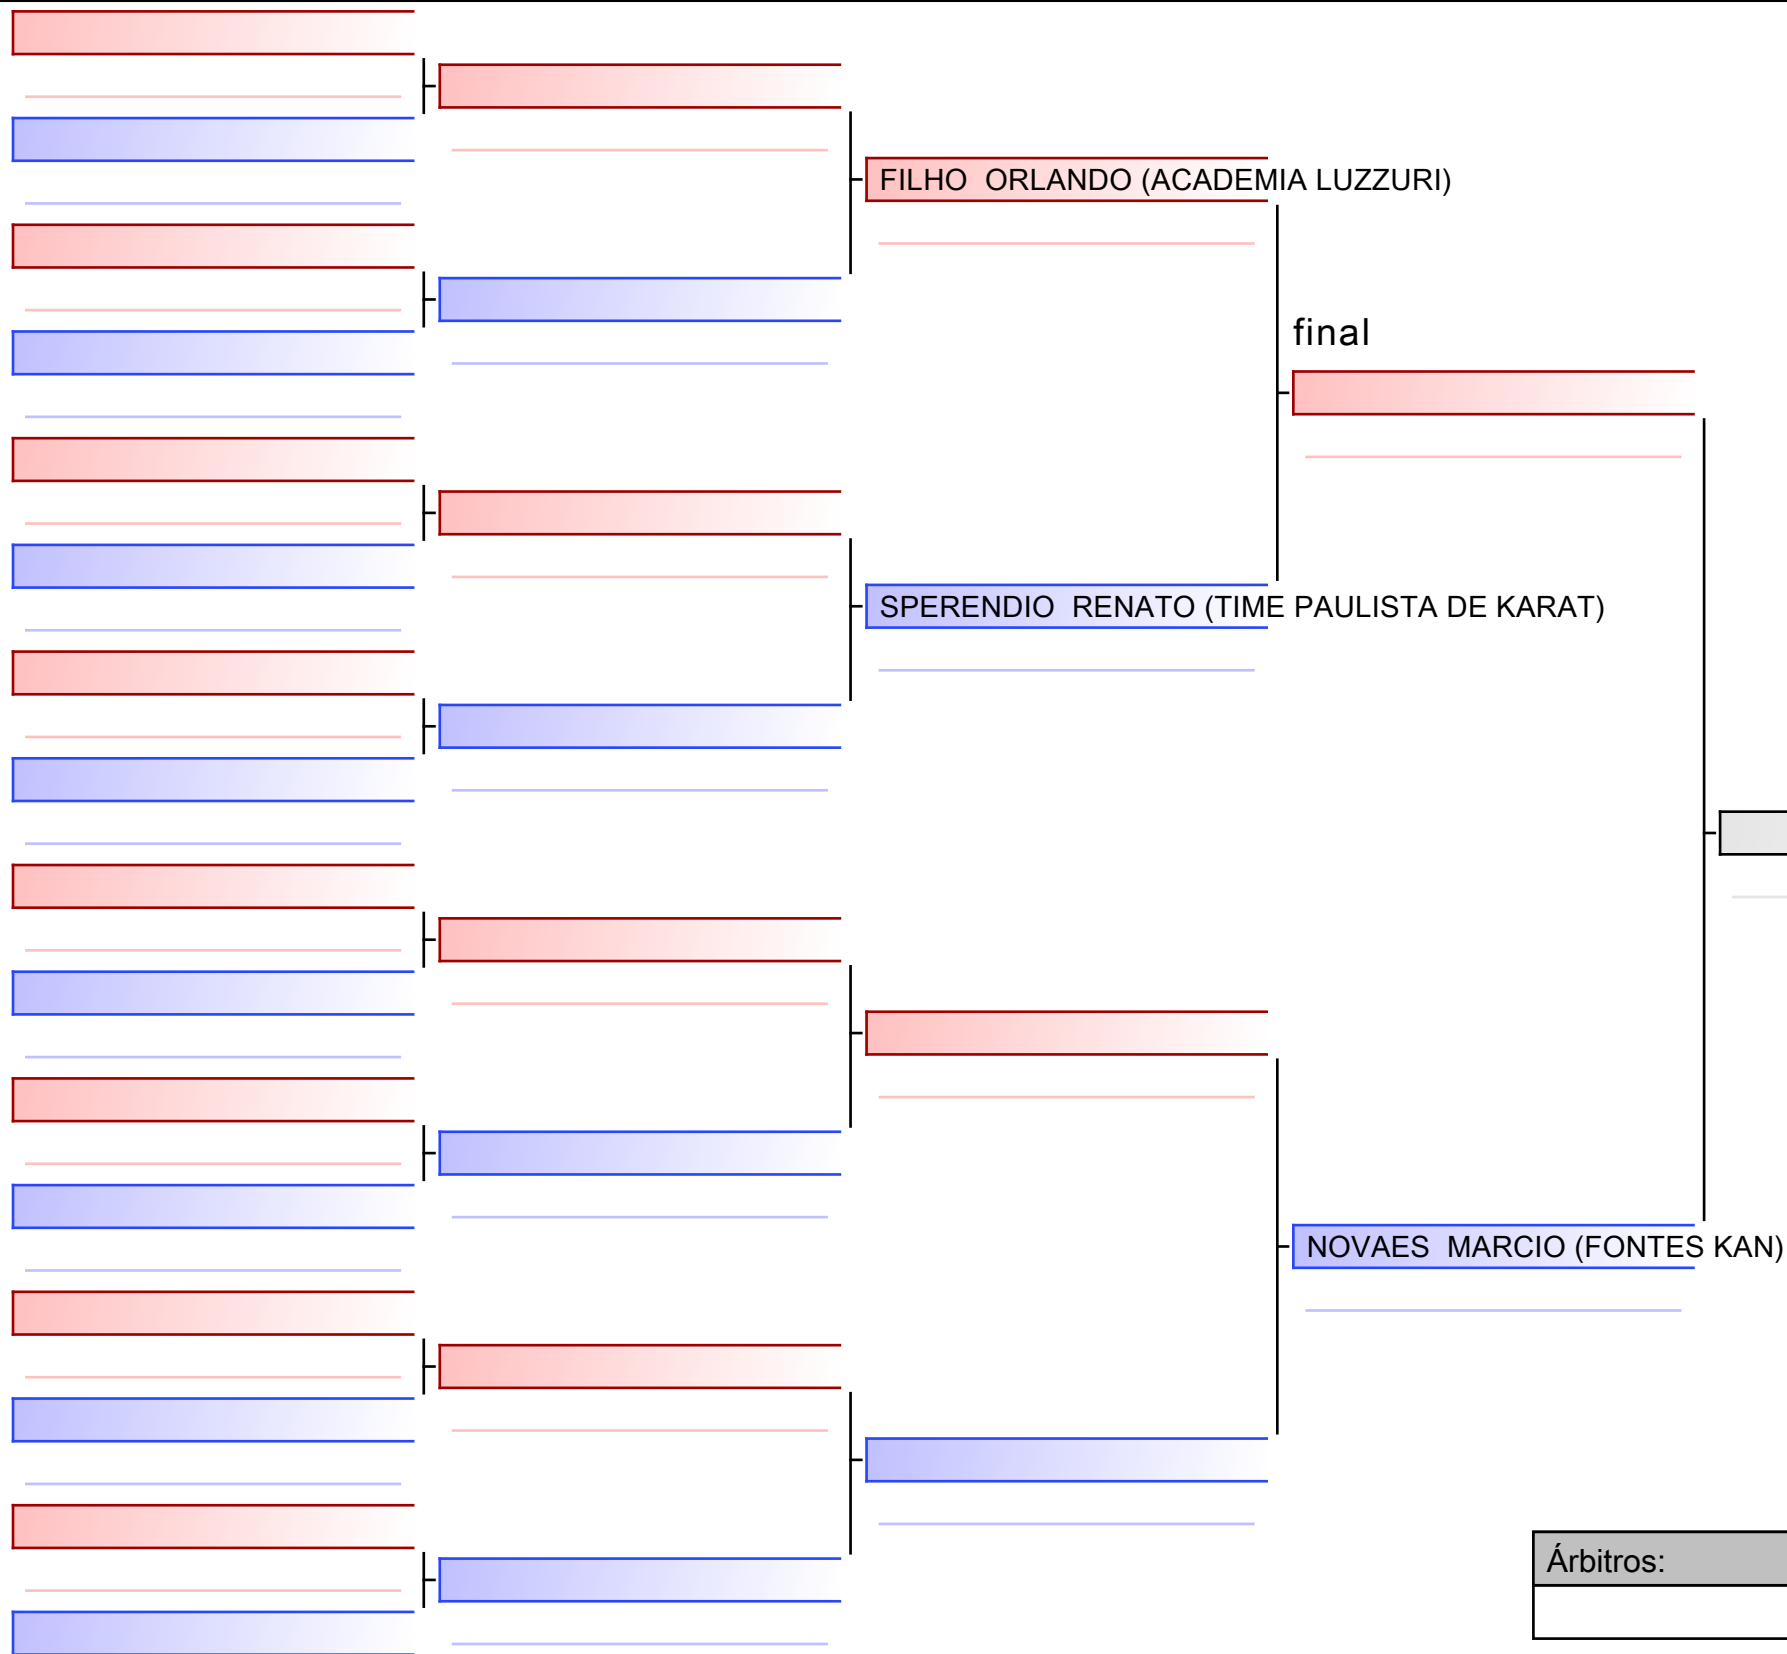 FILHO  ORLANDO (ACADEMIA LUZZURI)
final
SPERENDIO  RENATO (TIME PAULISTA DE KARAT)
NOVAES  MARCIO (FONTES KAN)
Árbitros: